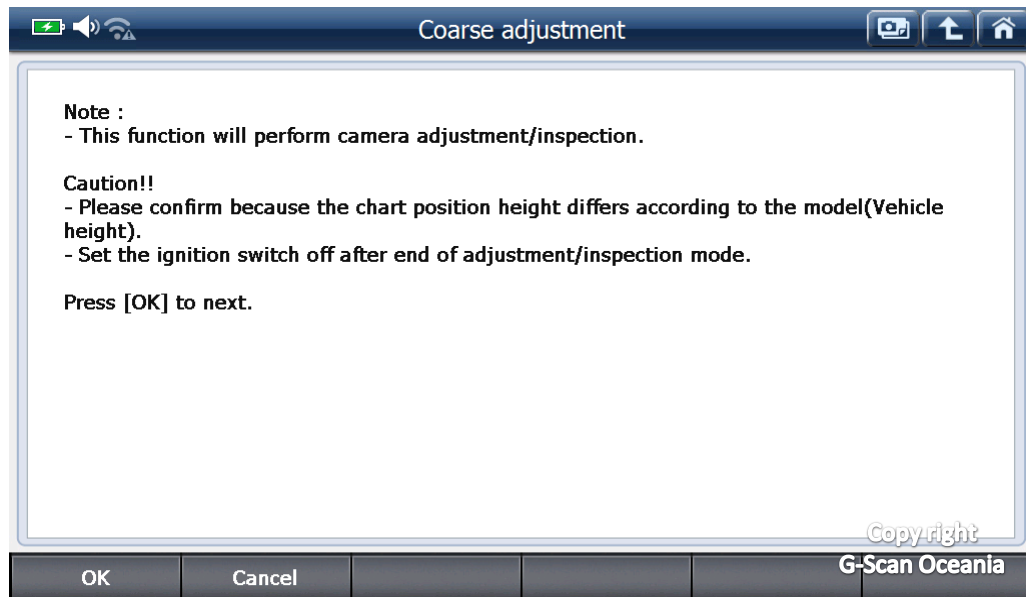 Coarse adjustment
Note :
- This function will perform camera adjustment/inspection.
Caution!!
- Please confirm because the chart position height differs according to the model(Vehicle
height).
- Set the ignition switch off after end of adjustment/inspection mode.
Press [OK] to next.
Copy right
G-Scan Oceania
OK Cancel